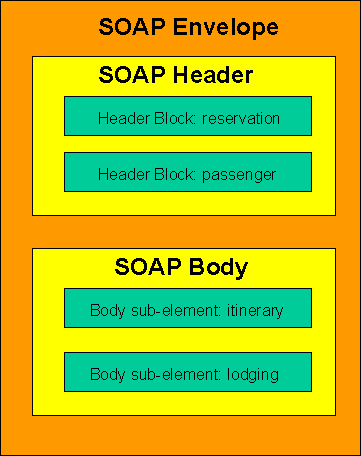 SOAP Envelope
SOAP Header
Header Block: reservation
Header Block: passenger
SOAP Body
Body sub-element: itinerary
Body sub-element: lodging